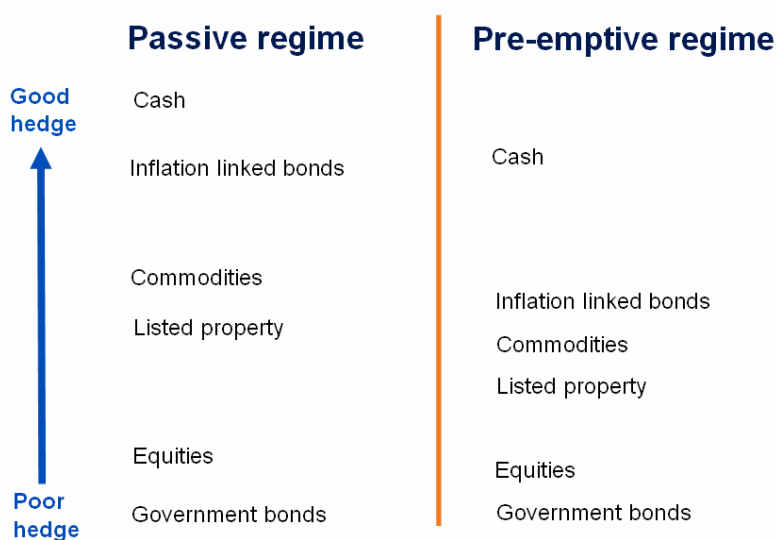 Passive regime
Pre-emptive regime
Good
hedge
Cash
Inflation linked bonds
Commodities
Listed property
Equities
Government bonds
Poor
hedge
Cash
Inflation linked bonds
Commodities
Listed property
Equities
Government bonds